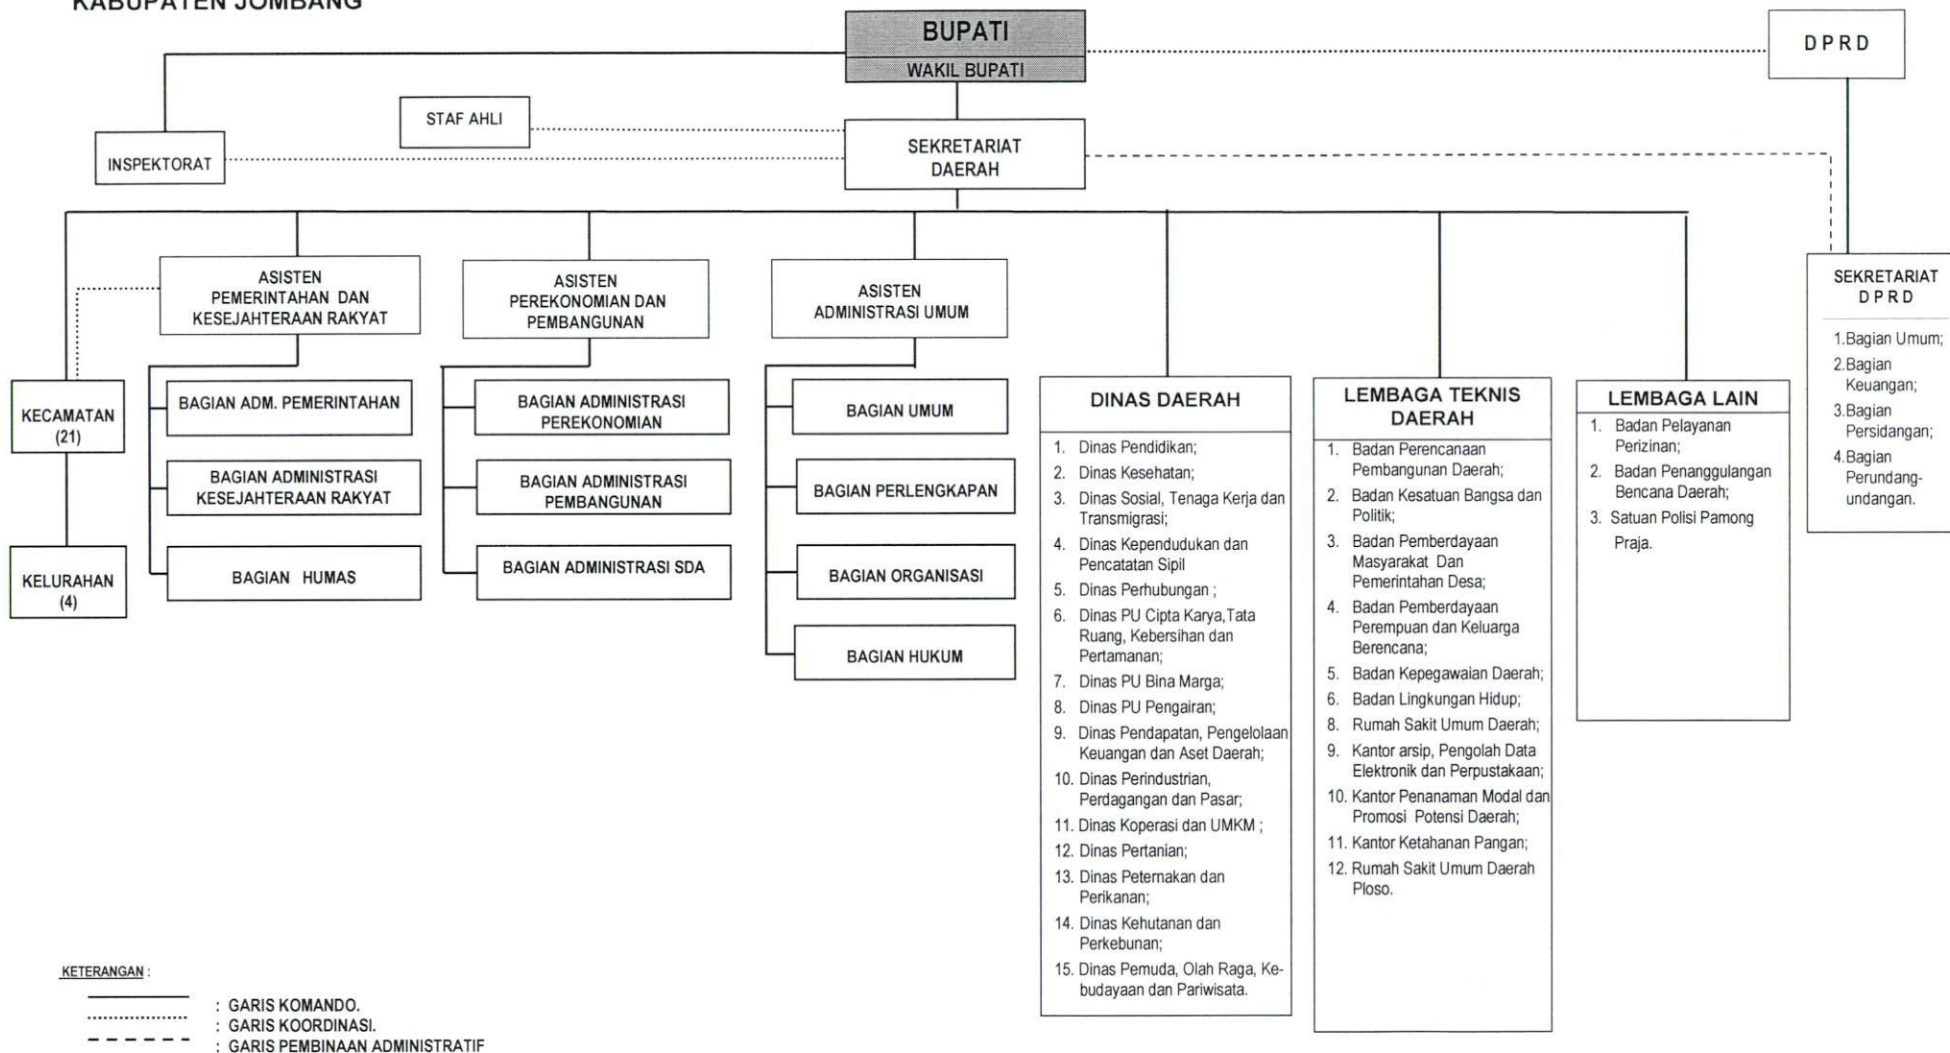 KABUPATEN JOMBANG
BUPATI
WAKIL BUPATI
D P R D
STAF AHLI
INSPEKTORAT
SEKRETARIAT
DAERAH
ASISTEN
PEMERINTAHAN DAN
KESEJAHTERAAN RAKYAT
ASISTEN
PEREKONOMIAN DAN
PEMBANGUNAN
ASISTEN
ADMINISTRASI UMUM
SEKRETARIAT
D P R D
1.Bagian Umum;
2.Bagian
Keuangan;
3.Bagian
Persidangan;
4.Bagian
Perundang-
undangan.
KECAMATAN
(21)
KELURAHAN
(4)
BAGIAN ADM. PEMERINTAHAN
BAGIAN ADMINISTRASI
KESEJAHTERAAN RAKYAT
BAGIAN HUMAS
BAGIAN ADMINISTRASI
PEREKONOMIAN
BAGIAN ADMINISTRASI
PEMBANGUNAN
BAGIAN ADMINISTRASI SDA
BAGIAN UMUM
BAGIAN PERLENGKAPAN
BAGIAN ORGANISASI
BAGIAN HUKUM
DINAS DAERAH
1. Dinas Pendidikan;
2. Dinas Kesehatan;
3. Dinas Sosial, Tenaga Kerja dan
Transmigrasi;
4. Dinas Kependudukan dan
Pencatatan Sipil
5. Dinas Perhubungan ;
6. Dinas PU Cipta Karya,Tata
Ruang, Kebersihan dan
Pertamanan;
7. Dinas PU Bina Marga;
8. Dinas PU Pengairan;
9. Dinas Pendapatan, Pengelolaan
Keuangan dan Aset Daerah;
10. Dinas Perindustrian,
Perdagangan dan Pasar;
11. Dinas Koperasi dan UMKM ;
12. Dinas Pertanian;
13. Dinas Peternakan dan
Perikanan;
14. Dinas Kehutanan dan
Perkebunan;
15. Dinas Pemuda, Olah Raga, Ke-
budayaan dan Pariwisata.
LEMBAGA TEKNIS
DAERAH
1. Badan Perencanaan
Pembangunan Daerah;
2. Badan Kesatuan Bangsa dan
Politik;
3. Badan Pemberdayaan
Masyarakat Dan
Pemerintahan Desa;
4. Badan Pemberdayaan
Perempuan dan Keluarga
Berencana;
5. Badan Kepegawaian Daerah;
6. Badan Lingkungan Hidup;
8. Rumah Sakit Umum Daerah;
9. Kantor arsip, Pengolah Data
Elektronik dan Perpustakaan;
10. Kantor Penanaman Modal dan
Promosi Potensi Daerah;
11. Kantor Ketahanan Pangan;
12. Rumah Sakit Umum Daerah
Ploso.
LEMBAGA LAIN
1. Badan Pelayanan
Perizinan;
2. Badan Penanggulangan
Bencana Daerah;
3. Satuan Polisi Pamong
Praja.
KETERANGAN :
: GARIS KOMANDO.
: GARIS KOORDINASI.
: GARIS PEMBINAAN ADMINISTRATIF